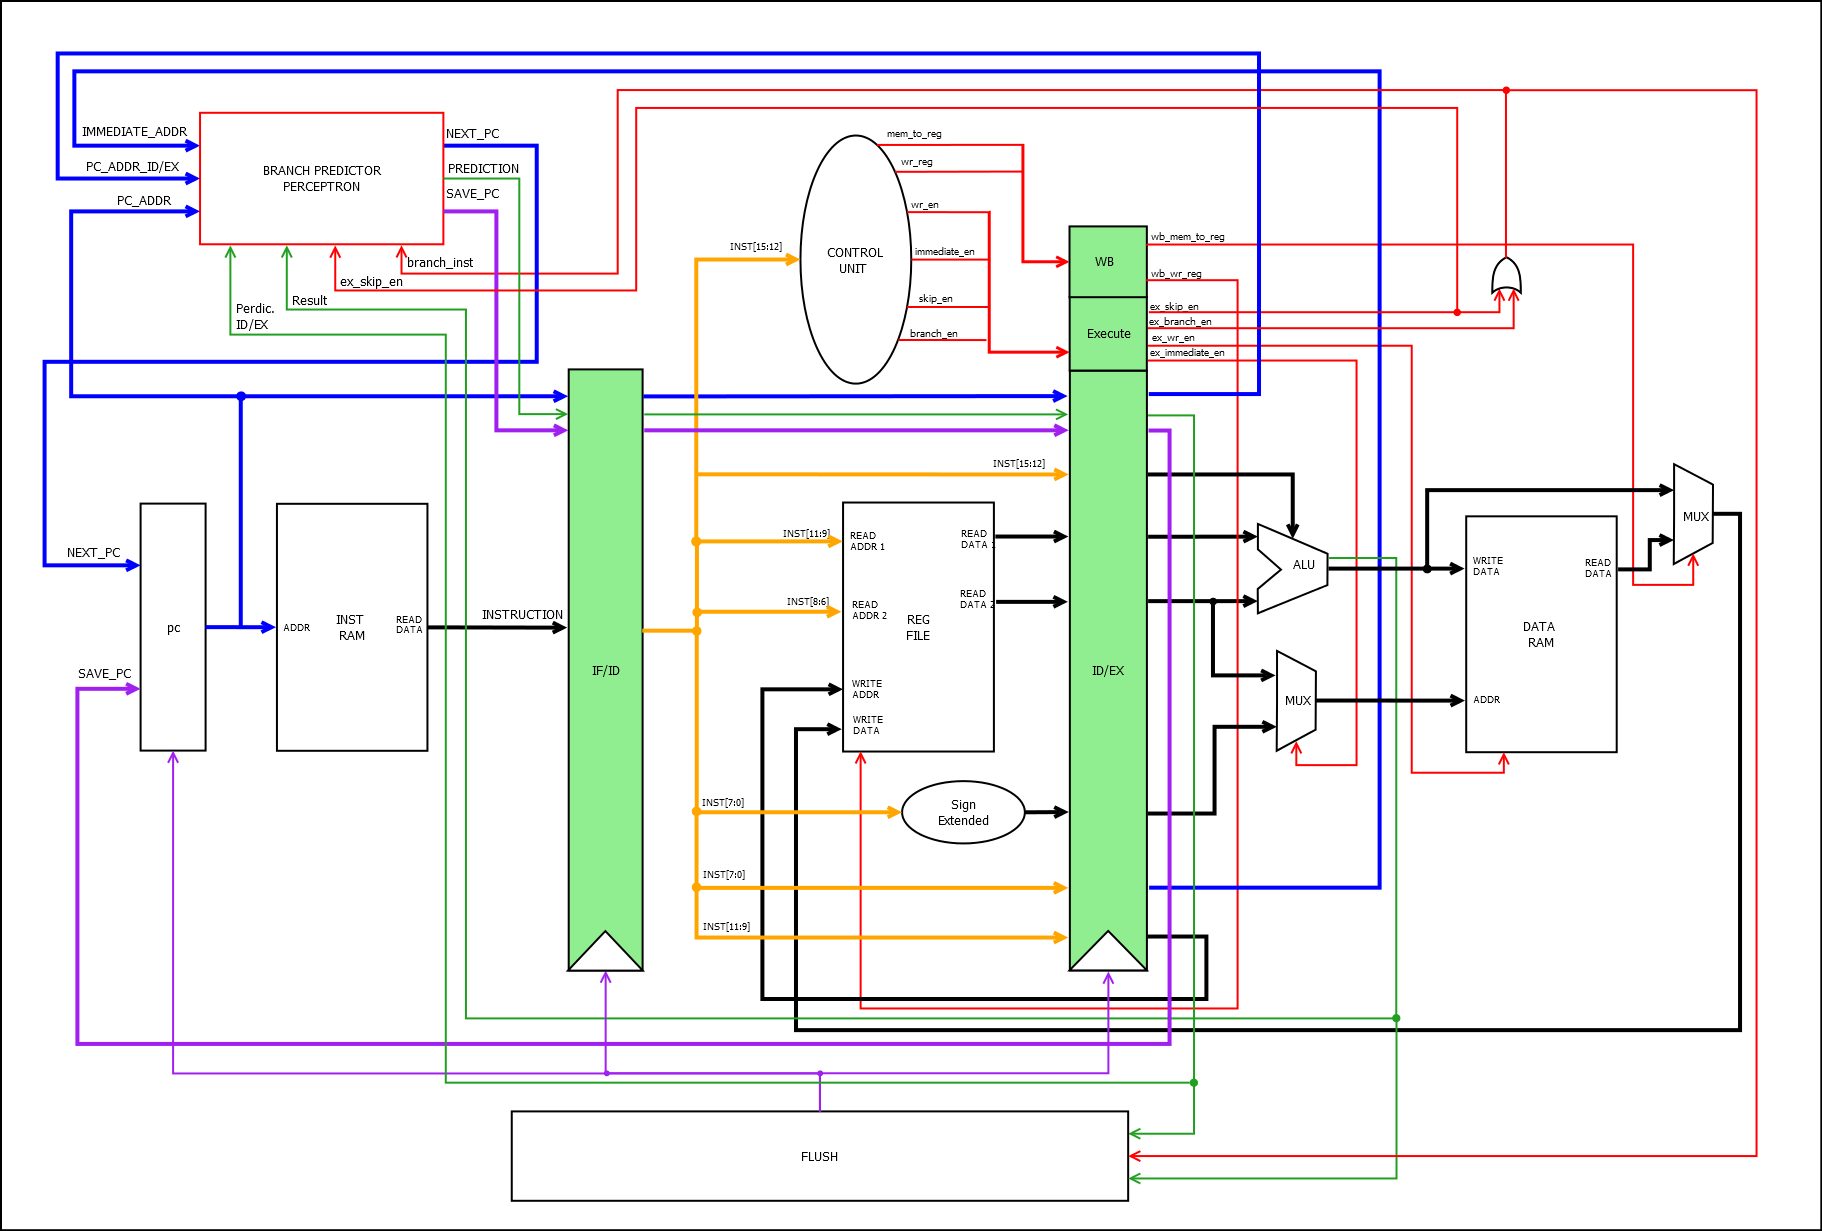 IMMEDIATE_ADDR
PC_ADDR_ID/EX
PC_ADDR
BRANCH PREDICTOR
PERCEPTRON
NEXT_PC
PREDICTION
SAVE_PC
branch_inst
ex_skip_en
Result
Perdic.
ID/EX
mem_to_reg
wr_reg
wr_en
immediate_en
skip_en
branch_en
INST[15:12]
CONTROL
UNIT
WB
Execute
wb_mem_to_reg
wb_wr_reg
ex_skip_en
ex_branch_en
ex_wr_en
ex_immediate_en
NEXT_PC
SAVE_PC
pc
ADDR
INST
RAM
READ
DATA
INSTRUCTION
IF/ID
INST[15:12]
INST[11:9]
INST[8:6]
READ
ADDR 1
READ
ADDR 2
READ
DATA 1
READ
DATA 2
REG
FILE
WRITE
ADDR
WRITE
DATA
INST[7:0]
Sign
Extended
INST[7:0]
INST[11:9]
ID/EX
ALU
MUX
WRITE
DATA
READ
DATA
DATA
RAM
ADDR
MUX
FLUSH